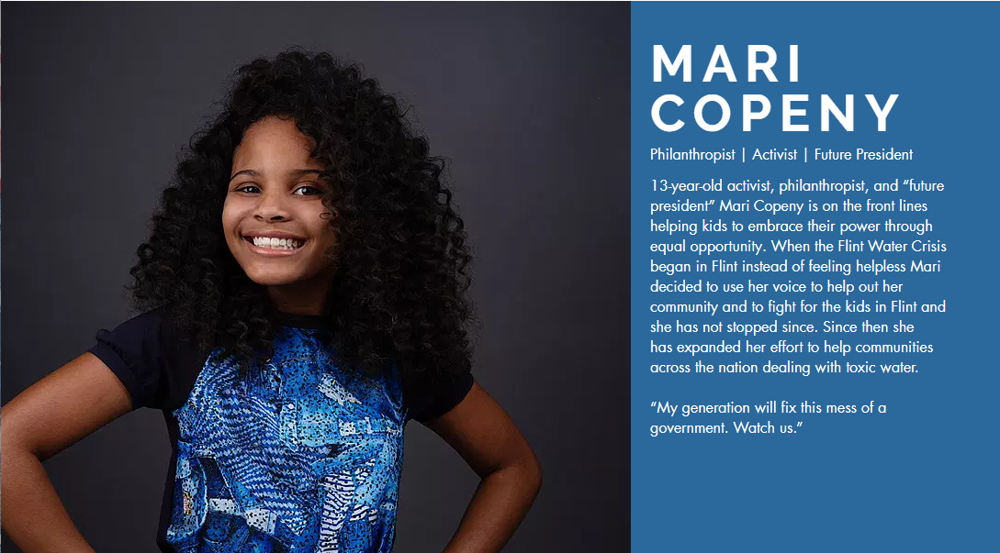 MARI
COPENY
Philanthropist | Activist | Future President
13-year-old activist, philanthropist, and “future
president” Mari Copeny is on the front lines
helping kids to embrace their power through
equal opportunity. When the Flint Water Crisis
began in Flint instead of feeling helpless Mari
decided to use her voice to help out her
community and to fight for the kids in Flint and
she has not stopped since. Since then she
has expanded her effort to help communities
across the nation dealing with toxic water.
“My generation will fix this mess of a
government. Watch us.”